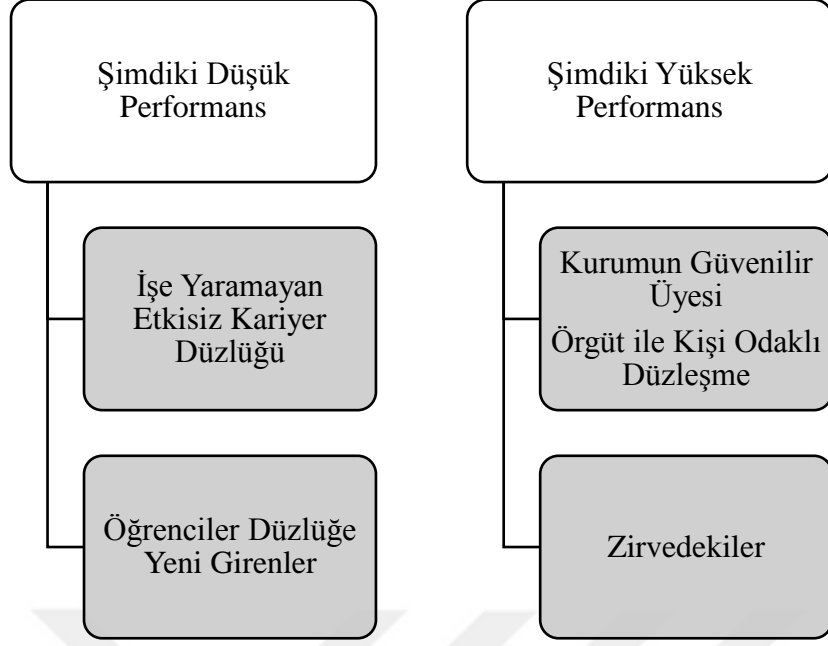 Şimdiki Düşük
Performans
İşe Yaramayan
Etkisiz Kariyer
Düzlüğü
Öğrenciler Düzlüğe
Yeni Girenler
Şimdiki Yüksek
Performans
Kurumun Güvenilir
Üyesi
Örgüt ile Kişi Odaklı
Düzleşme
Zirvedekiler